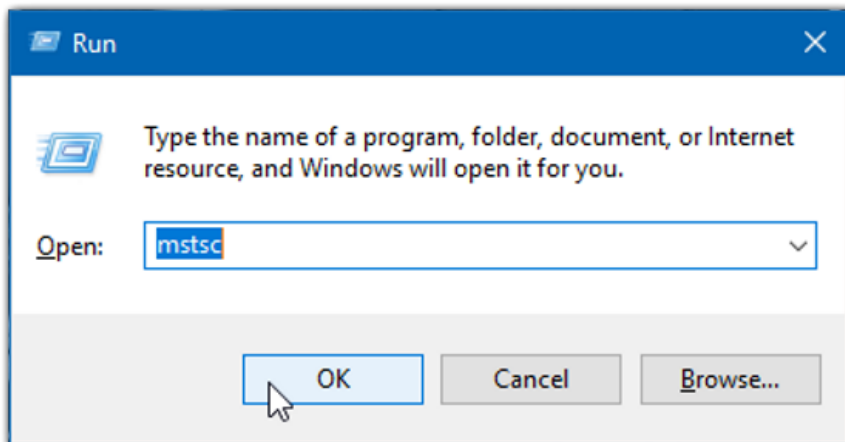 Run
Type the name of a program, folder, document, or Internet
resource, and Windows will open it for you.
Open: mstsc
OK Cancel Browse...